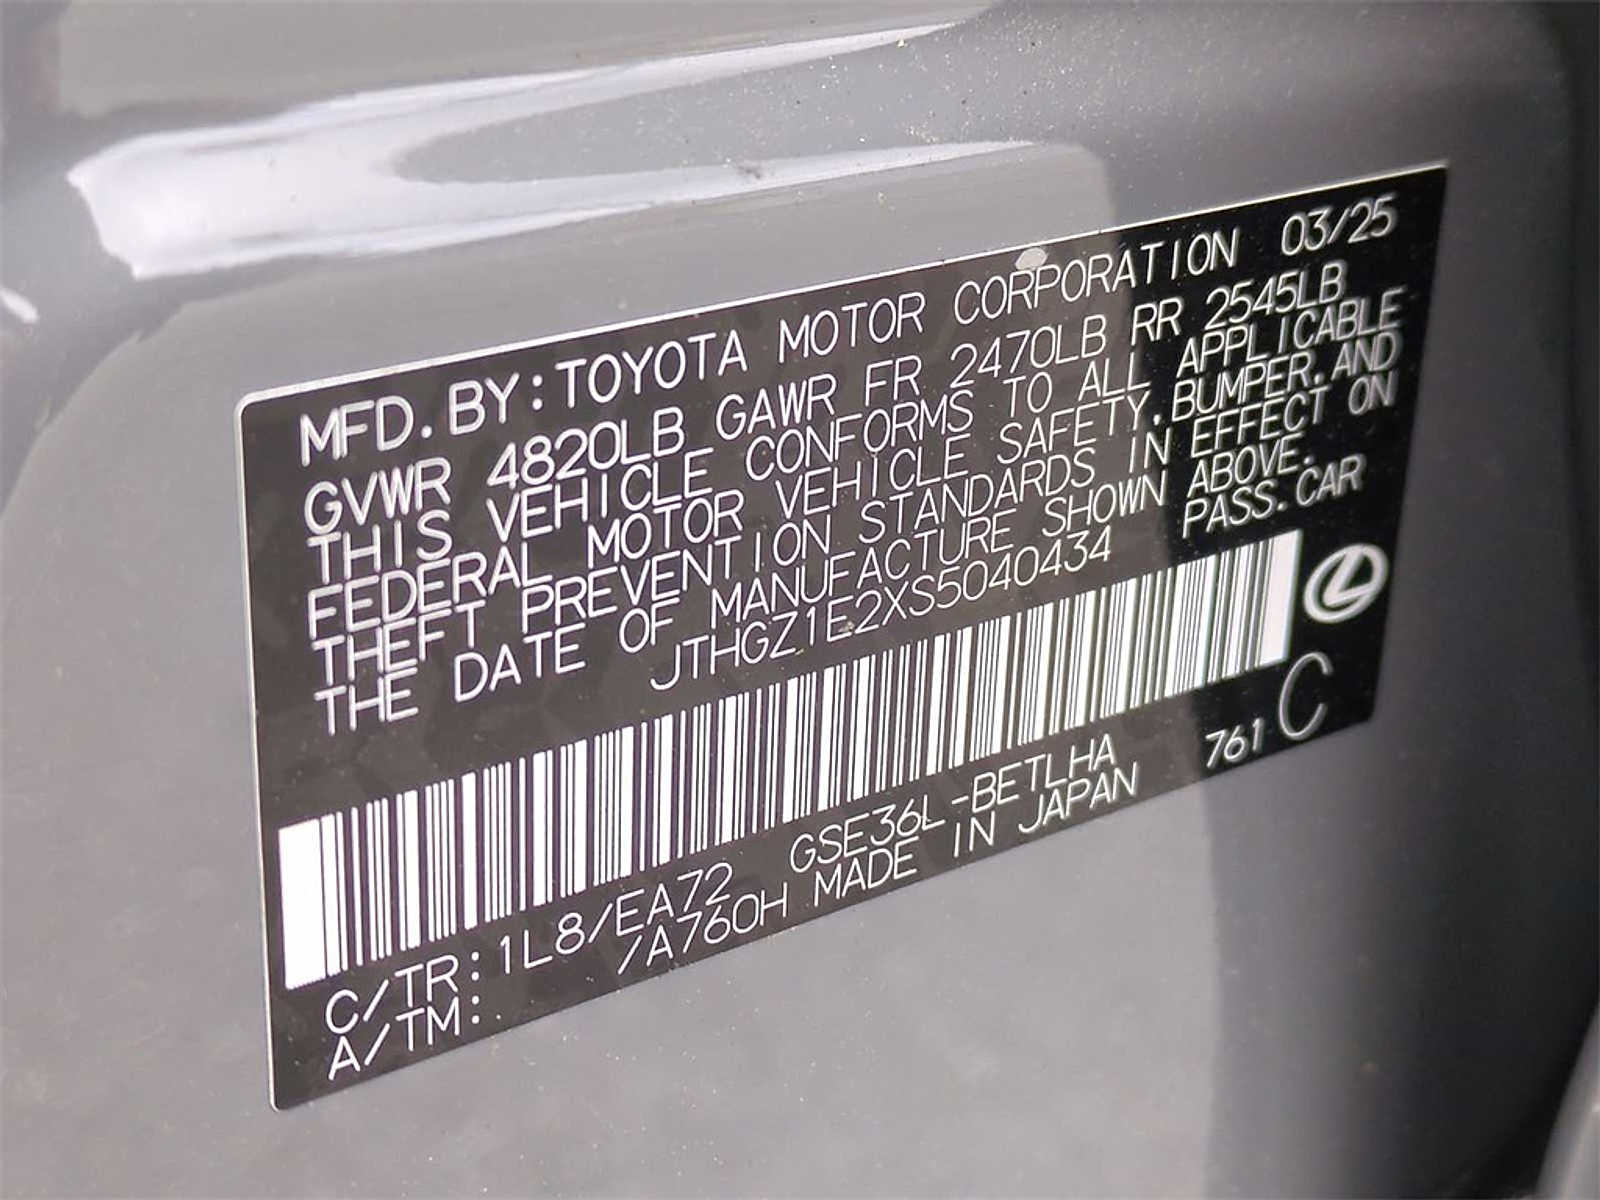 MFD. BY: TOYOTA MOTOR CORPORATION 03/25
GVWR 4820LB GAWR FR 2470LB RR 2545LB
THIS VEHICLE CONFORMS TO ALL APPLICABLE
FEDERAL MOTOR VEHICLE SAFETY, BUMPER, AND
THEFT PREVENTION STANDARDS IN EFFECT ON
THE DATE OF MANUFACTURE SHOWN ABOVE.
JTHGZ1E2XS5040434 PASS. CAR
C/TR: 1L8/EA72 GSE36L-BETLHA 761 C
A/TM: /A760H MADE IN JAPAN